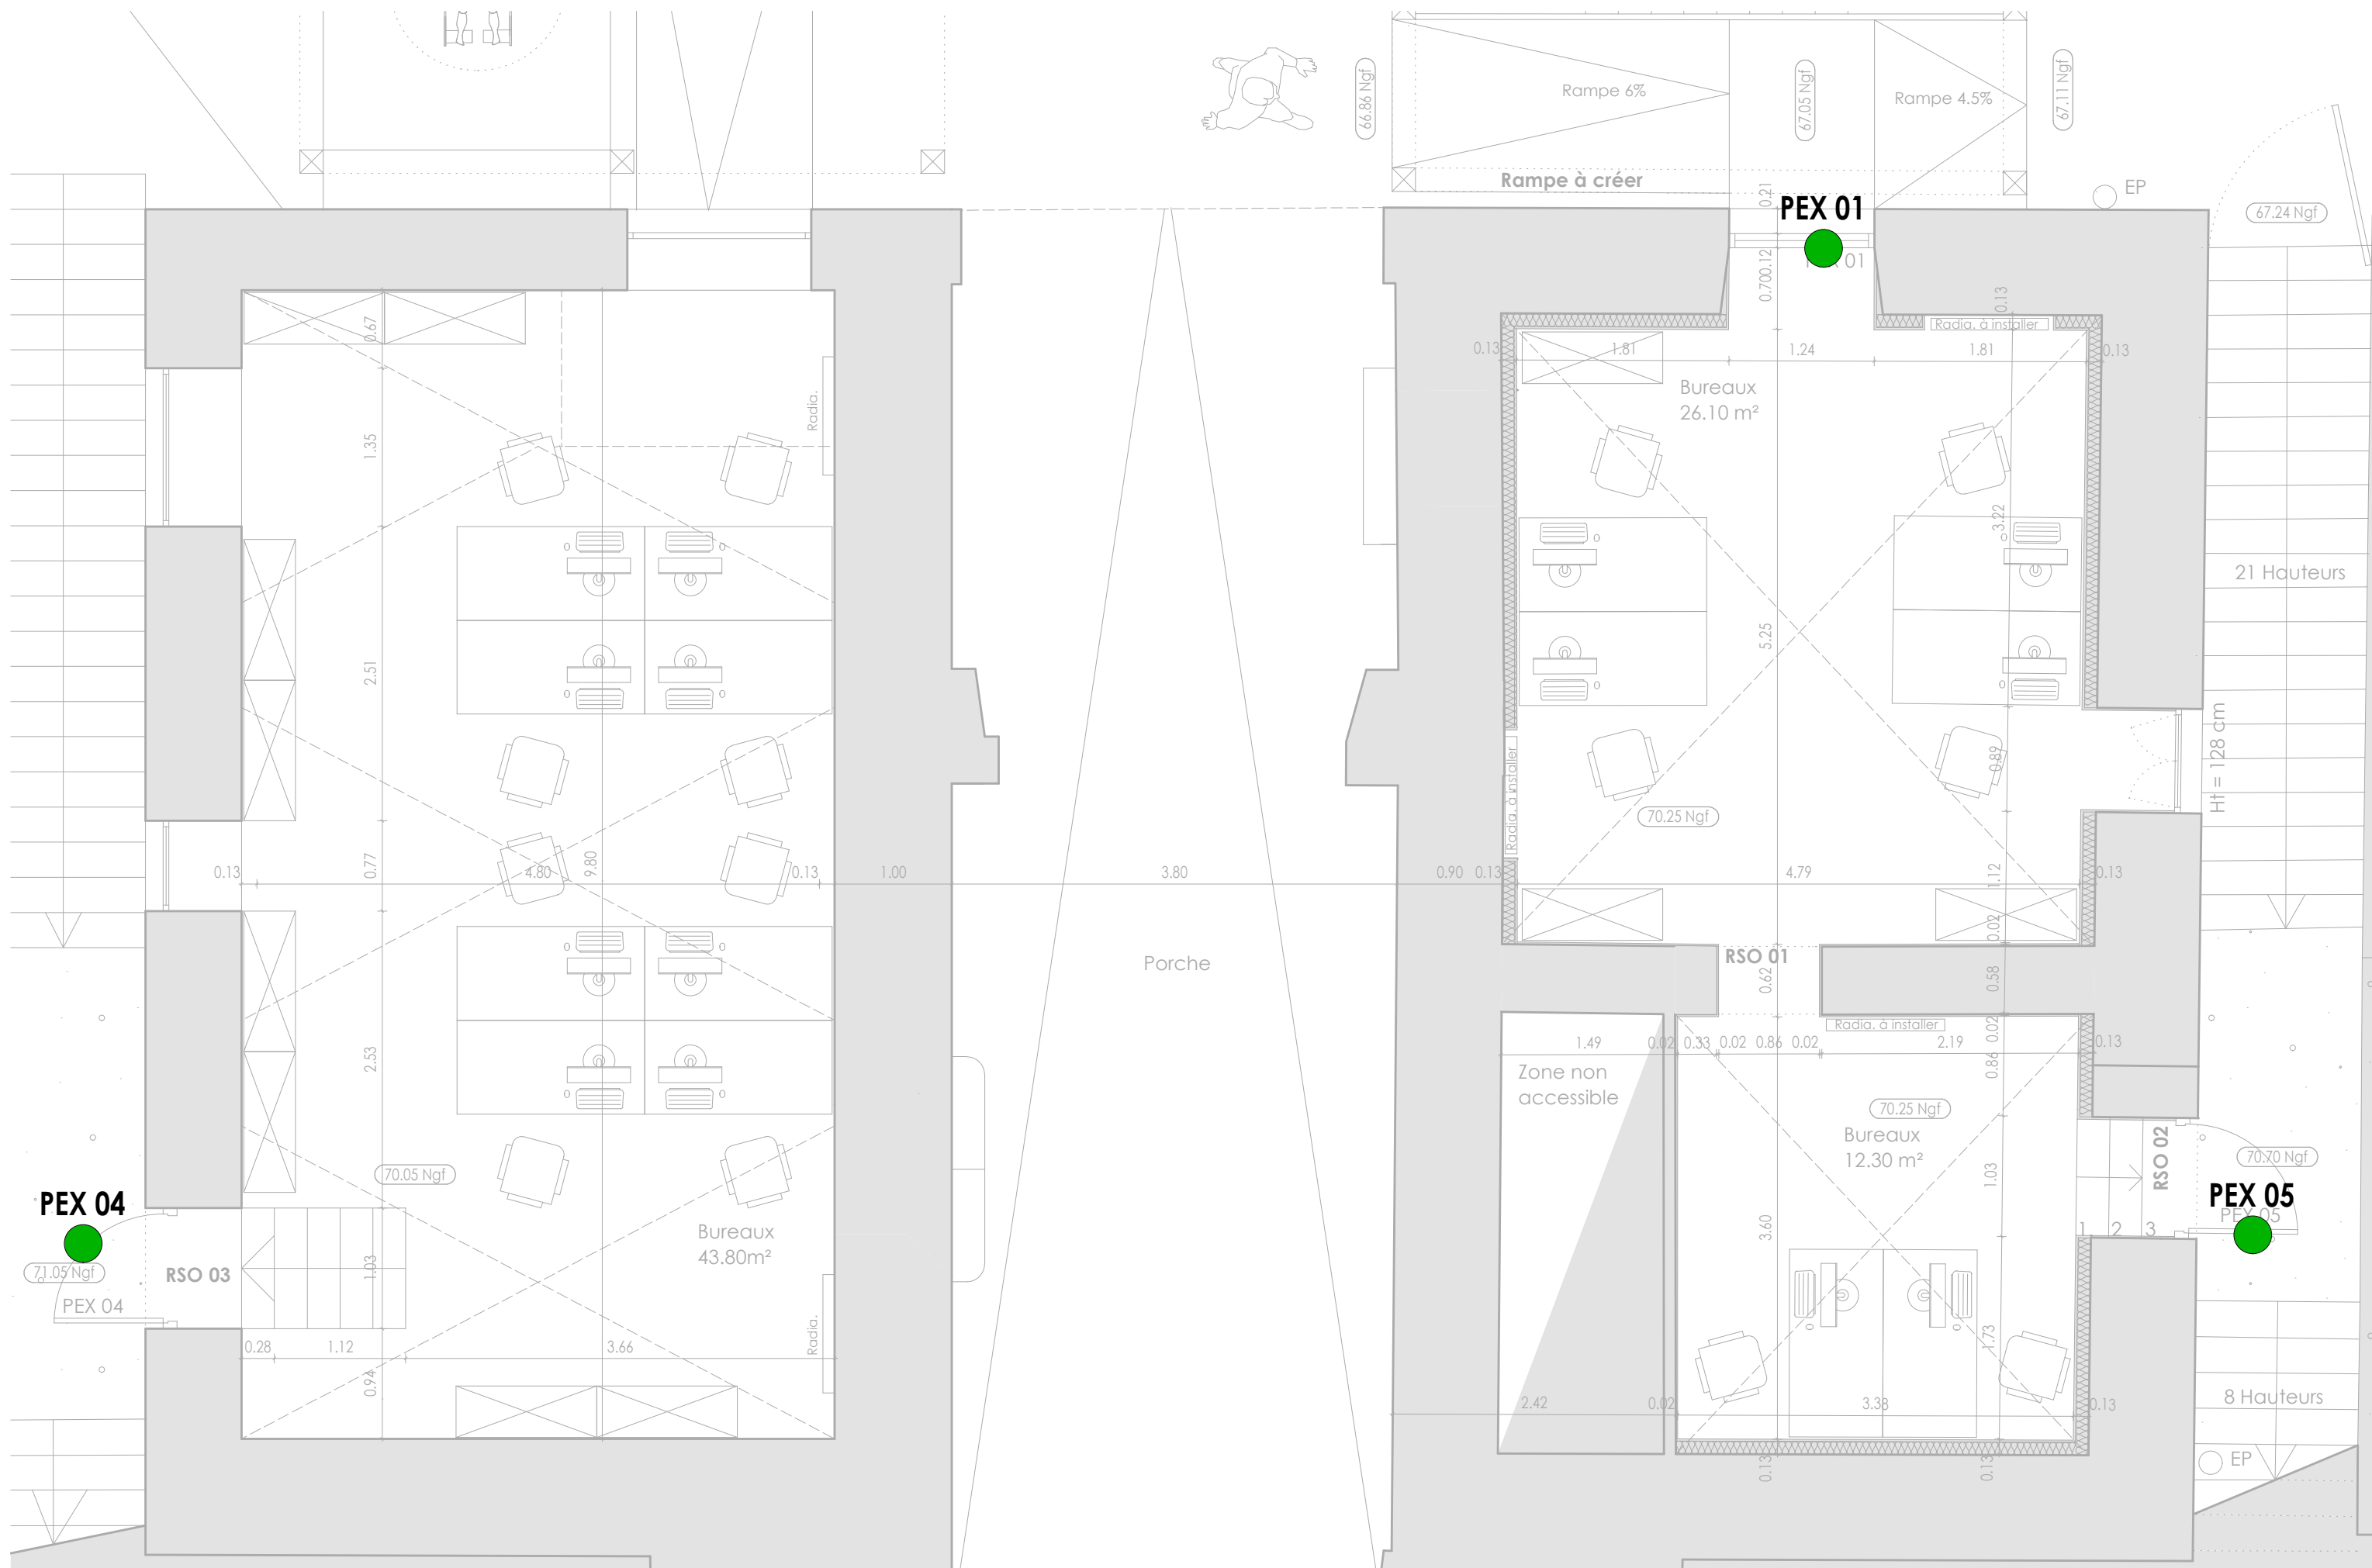 Rampe 6%
Rampe 4.5%
66.86 Ngf
67.05 Ngf
67.11 Ngf
Rampe à créer
0.21
EP
67.24 Ngf
PEX 01
01
0.12
0.70
0.13
Radia. à installer
0.67
0.13
1.81
1.24
1.81
0.13
Radia.
Bureaux
26.10 m²
1.35
3.22
21 Hauteurs
5.25
2.51
Ht = 128 cm
0.89
Radia. à installer
70.25 Ngf
0.13
0.77
4.80
9.80
0.13
1.00
3.80
0.90
0.13
4.79
1.12
0.13
0.02
Porche
RSO 01
0.62
0.58
Radia. à installer
0.02
1.49
0.02
0.33
0.02
0.86
0.02
2.19
0.86
0.13
2.53
Zone non
accessible
70.25 Ngf
Bureaux
12.30 m²
RSO 02
70.70 Ngf
70.05 Ngf
1.03
PEX 04
PEX 05
PEX 05
1
2
3
Bureaux
43.80m²
3.60
71.05 Ngf
RSO 03
1.03
PEX 04
Radia.
0.28
1.12
3.66
1.73
0.94
2.42
0.02
3.38
0.13
8 Hauteurs
0.13
0.13
EP